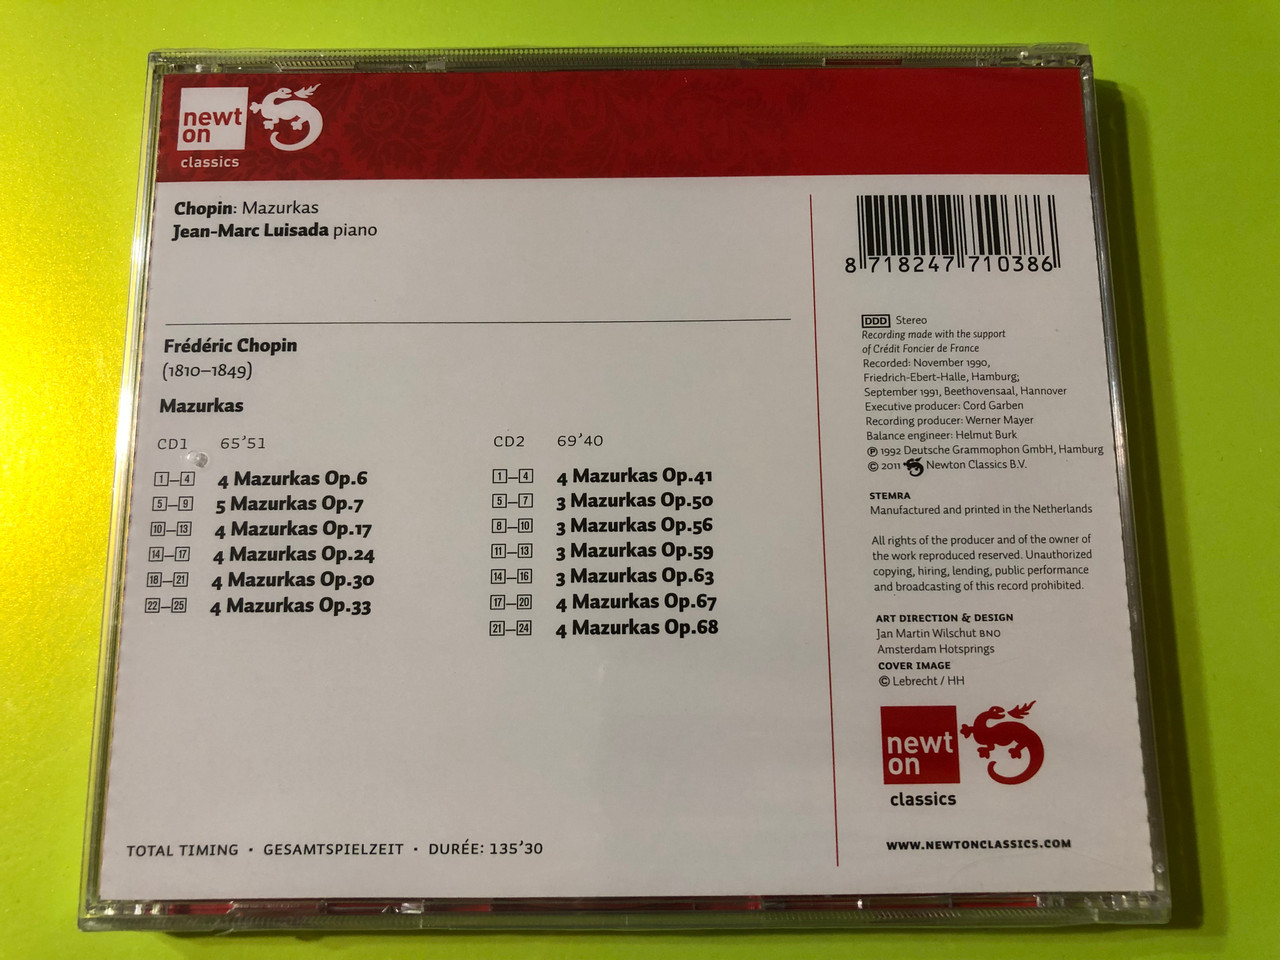 newt
on
classics
Chopin: Mazurkas
Jean-Marc Luisada piano
Frédéric Chopin
(1810–1849)
Mazurkas
CD1 65’51
1–4 4 Mazurkas Op.6
5–9 5 Mazurkas Op.7
10–13 4 Mazurkas Op.17
14–17 4 Mazurkas Op.24
18–21 4 Mazurkas Op.30
22–25 4 Mazurkas Op.33
CD2 69’40
1–4 4 Mazurkas Op.41
5–7 3 Mazurkas Op.50
8–10 3 Mazurkas Op.56
11–13 3 Mazurkas Op.59
14–16 3 Mazurkas Op.63
17–20 4 Mazurkas Op.67
21–24 4 Mazurkas Op.68
TOTAL TIMING · GESAMTSPIELZEIT · DURÉE: 135’30
8 718247 710386
DDD Stereo
Recording made with the support
of Crédit Foncier de France
Recorded: November 1990,
Friedrich-Ebert-Halle, Hamburg;
September 1991, Beethovensaal, Hannover
Executive producer: Cord Garben
Recording producer: Werner Mayer
Balance engineer: Helmut Burk
℗ 1992 Deutsche Grammophon GmbH, Hamburg
© 2011 Newton Classics B.V.
STEMRA
Manufactured and printed in the Netherlands
All rights of the producer and of the owner of
the work reproduced reserved. Unauthorized
copying, hiring, lending, public performance
and broadcasting of this record prohibited.
ART DIRECTION & DESIGN
Jan Martin Wilschut BNO
Amsterdam Hotsprings
COVER IMAGE
© Lebrecht / HH
newt
on
classics
WWW.NEWTONCLASSICS.COM